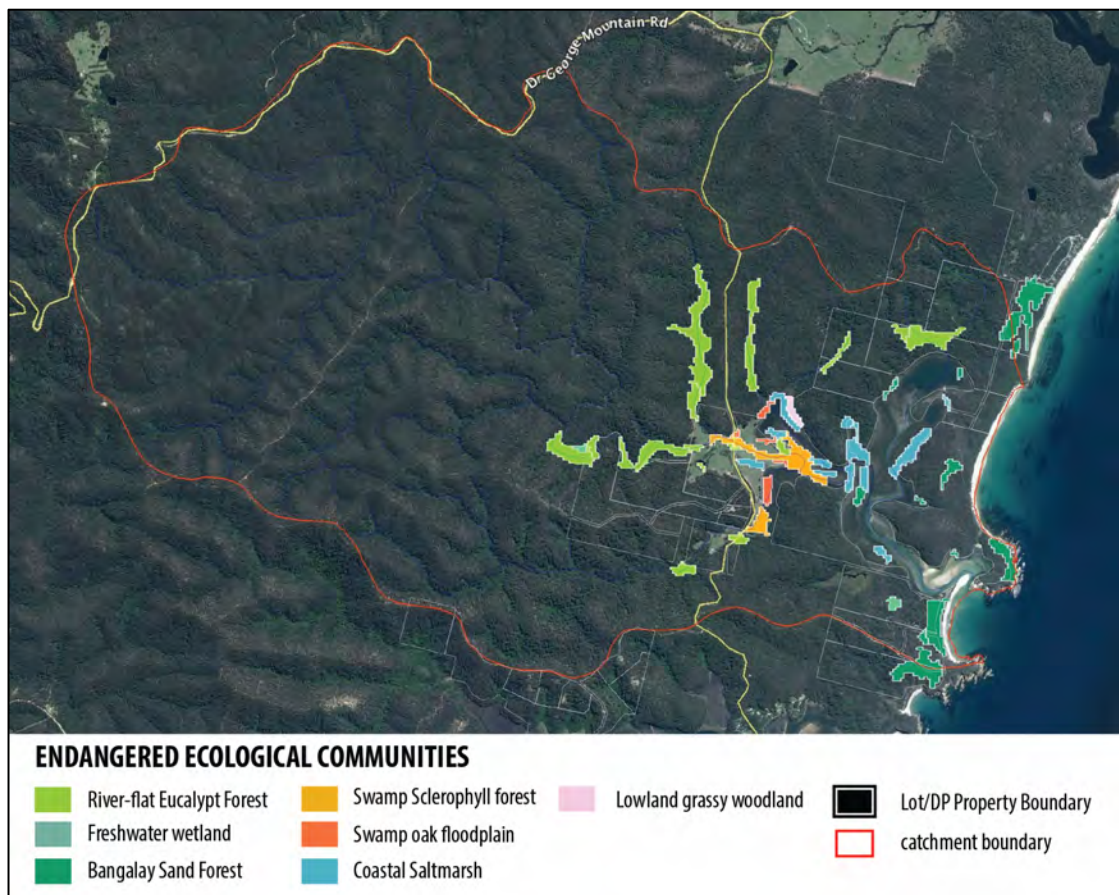 Dr George Mountain Rd
ENDANGERED ECOLOGICAL COMMUNITIES
River-flat Eucalypt Forest
Freshwater wetland
Bangalay Sand Forest
Swamp Sclerophyll forest
Swamp oak floodplain
Coastal Saltmarsh
Lowland grassy woodland
Lot/DP Property Boundary
catchment boundary